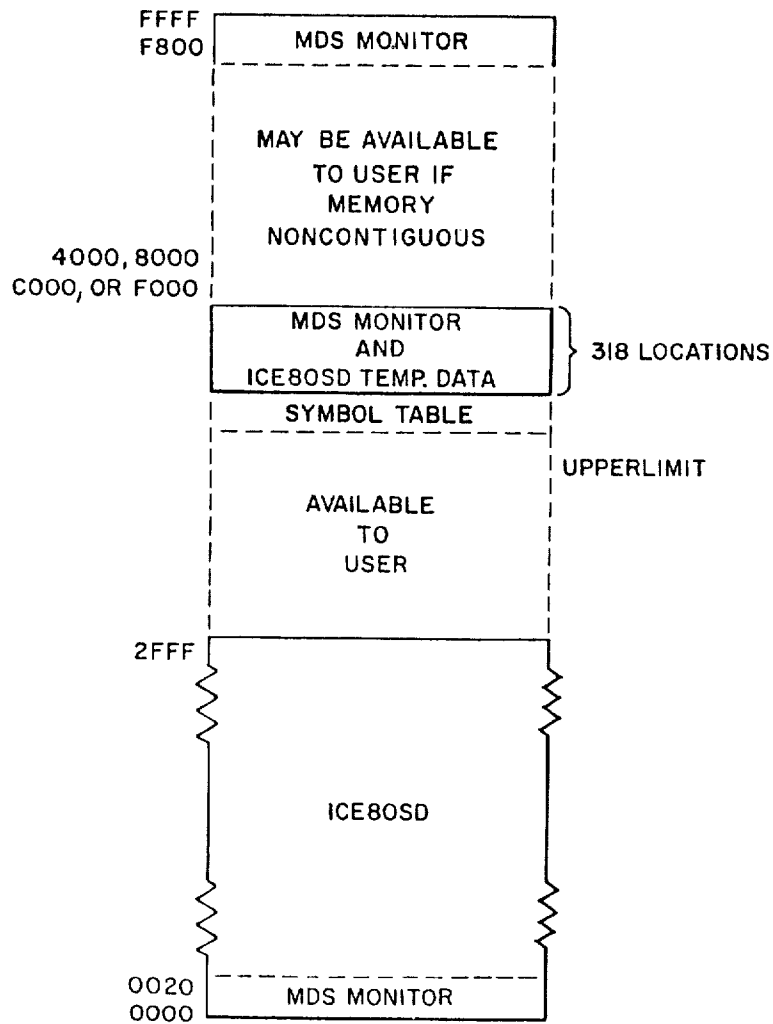 FFFF
F800
MDS MONITOR
MAY BE AVAILABLE
TO USER IF
MEMORY
NONCONTIGUOUS
4000, 8000
C000, OR F000
MDS MONITOR
AND
ICE80SD TEMP. DATA
318 LOCATIONS
SYMBOL TABLE
UPPERLIMIT
AVAILABLE
TO
USER
2FFF
ICE80SD
0020
0000
MDS MONITOR